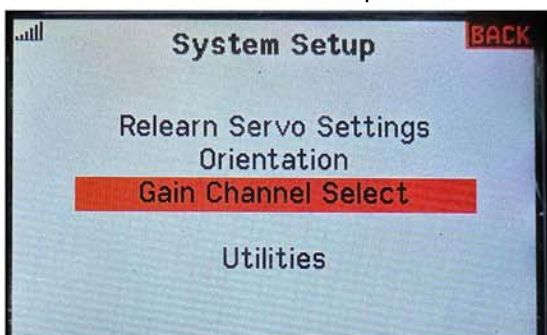 System Setup
BACK
Relearn Servo Settings
Orientation
Gain Channel Select
Utilities